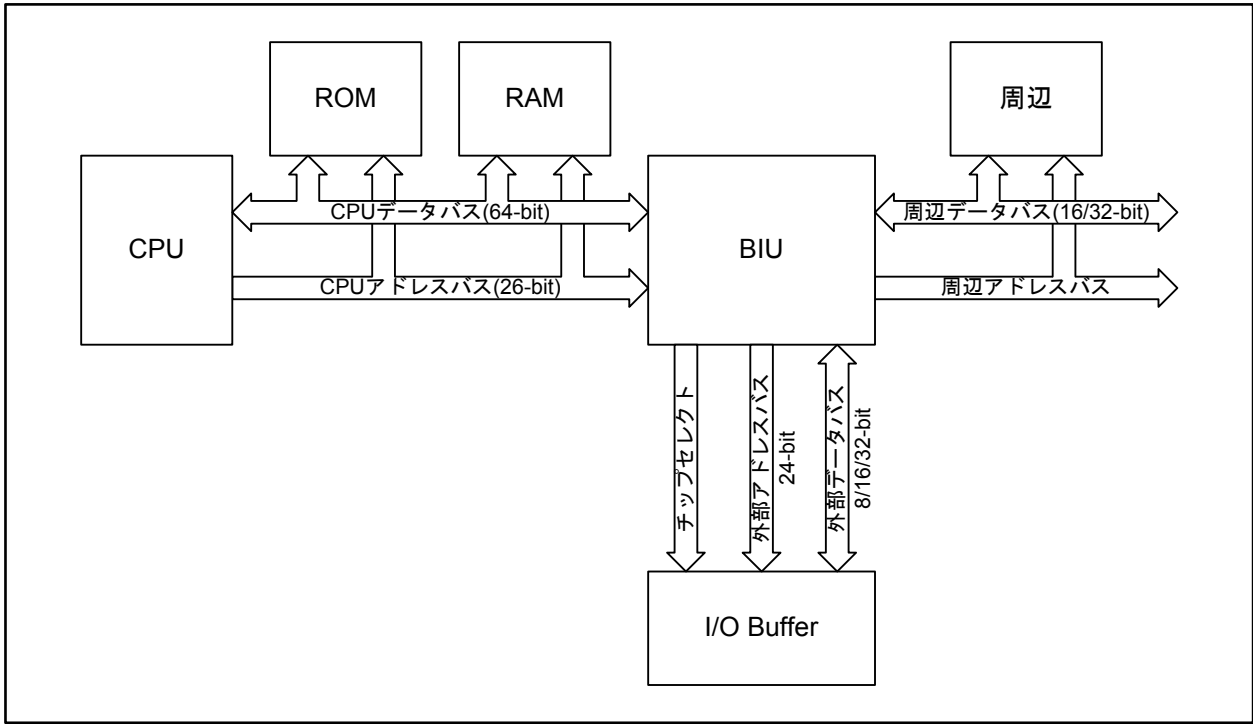 ROM
RAM
周辺
CPU
CPUデータバス(64-bit)
BIU
周辺データバス(16/32-bit)
CPUアドレスバス(26-bit)
周辺アドレスバス
チップセレクト
外部アドレスバス
24-bit
外部データバス
8/16/32-bit
I/O Buffer